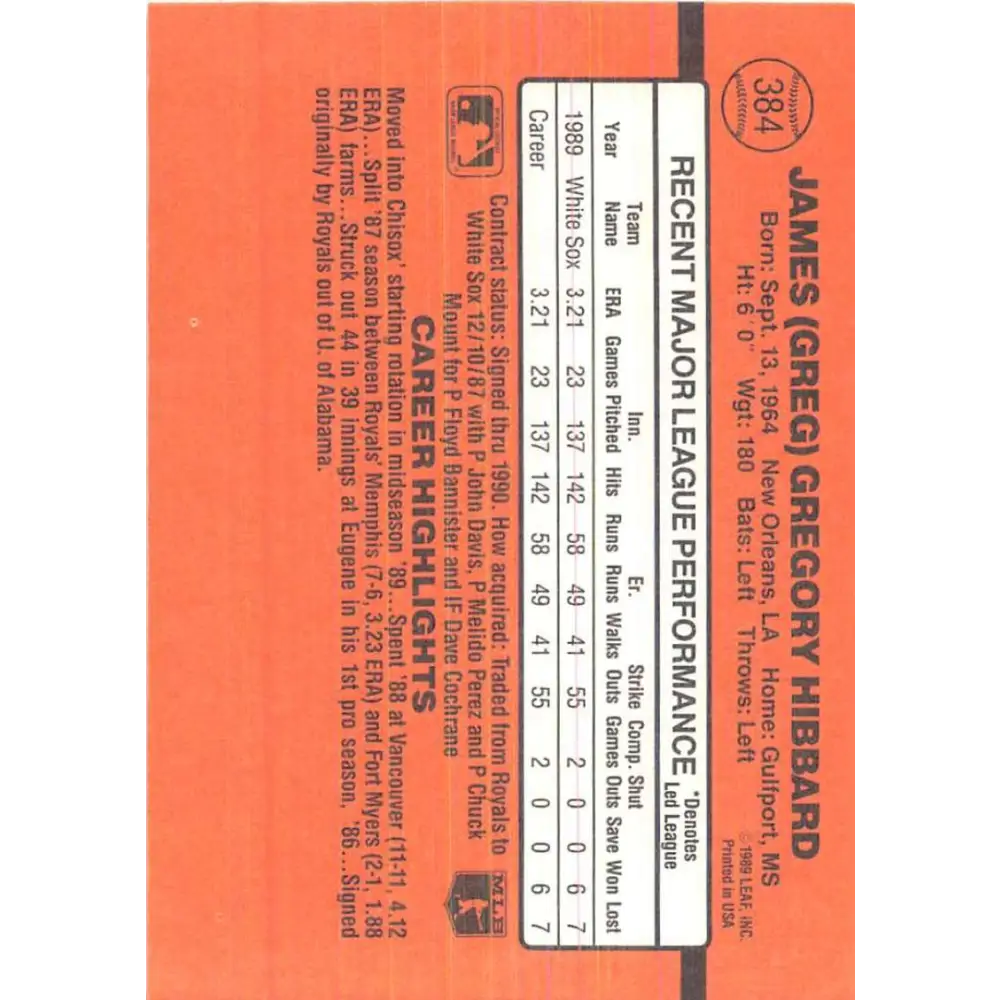 384
JAMES (GREG) GREGORY HIBBARD
Born: Sept. 13, 1964 New Orleans, LA Home: Gulfport, MS
Ht: 6'0" Wgt: 180 Bats: Left Throws: Left
© 1989 LEAF, INC.
Printed in USA
RECENT MAJOR LEAGUE PERFORMANCE
*Denotes
Led League
Team Inn. Er. Strike Comp. Shut
Year Name ERA Games Pitched Hits Runs Runs Walks Outs Games Outs Save Won Lost
1989 White Sox 3.21 23 137 142 58 49 41 55 2 0 0 6 7
Career 3.21 23 137 142 58 49 41 55 2 0 0 6 7
Contract status: Signed thru 1990. How acquired: Traded from Royals to
White Sox 12/10/87 with P John Davis, P Melido Perez and P Chuck
Mount for P Floyd Bannister and IF Dave Cochrane
MLB
CAREER HIGHLIGHTS
Moved into Chisox' starting rotation in midseason '89...Spent '88 at Vancouver (11-11, 4.12
ERA)...Split '87 season between Royals' Memphis (7-6, 3.23 ERA) and Fort Myers (2-1, 1.88
ERA) farms...Struck out 44 in 39 innings at Eugene in his 1st pro season, '86...Signed
originally by Royals out of U. of Alabama.